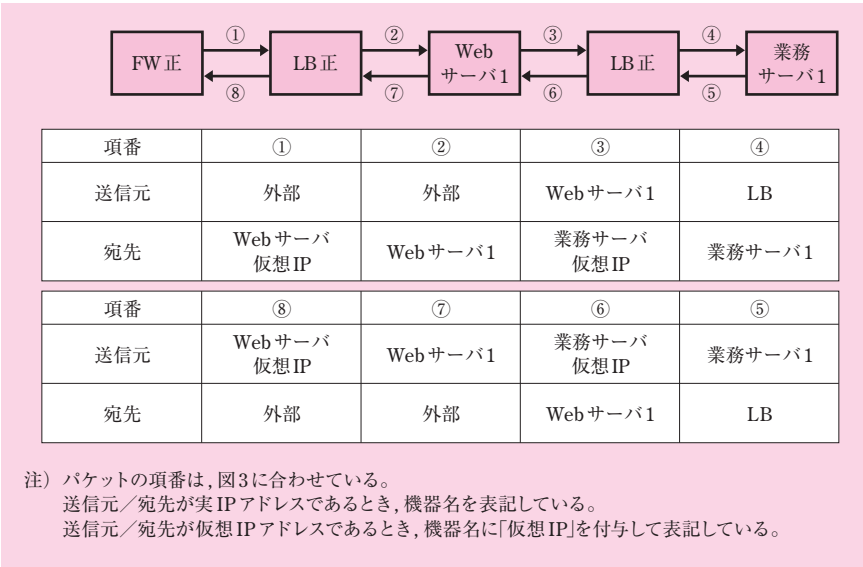 ① ② ③ ④
FW正 LB正 Web LB正 業務
サーバ1 サーバ1
⑧ ⑦ ⑥ ⑤
項番 ① ② ③ ④
送信元 外部 外部 Webサーバ1 LB
宛先 Webサーバ Webサーバ1 業務サーバ 業務サーバ1
仮想IP 仮想IP
項番 ⑧ ⑦ ⑥ ⑤
送信元 Webサーバ Webサーバ1 業務サーバ 業務サーバ1
仮想IP 仮想IP
宛先 外部 外部 Webサーバ1 LB
注) パケットの項番は,図3に合わせている。
送信元/宛先が実IPアドレスであるとき,機器名を表記している。
送信元/宛先が仮想IPアドレスであるとき,機器名に「仮想IP」を付与して表記している。